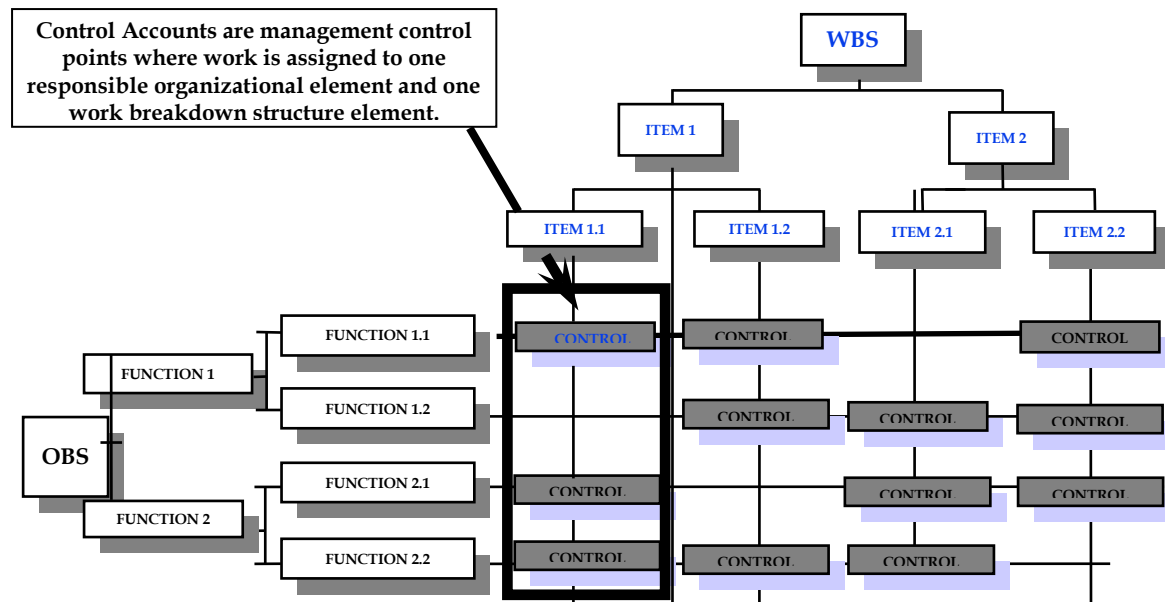 Control Accounts are management control
points where work is assigned to one
responsible organizational element and one
work breakdown structure element.
WBS
ITEM 1
ITEM 2
ITEM 1.1
ITEM 1.2
ITEM 2.1
ITEM 2.2
FUNCTION 1.1
CONTROL
CONTROL
CONTROL
FUNCTION 1
FUNCTION 1.2
CONTROL
CONTROL
CONTROL
OBS
FUNCTION 2.1
CONTROL
CONTROL
CONTROL
FUNCTION 2
FUNCTION 2.2
CONTROL
CONTROL
CONTROL